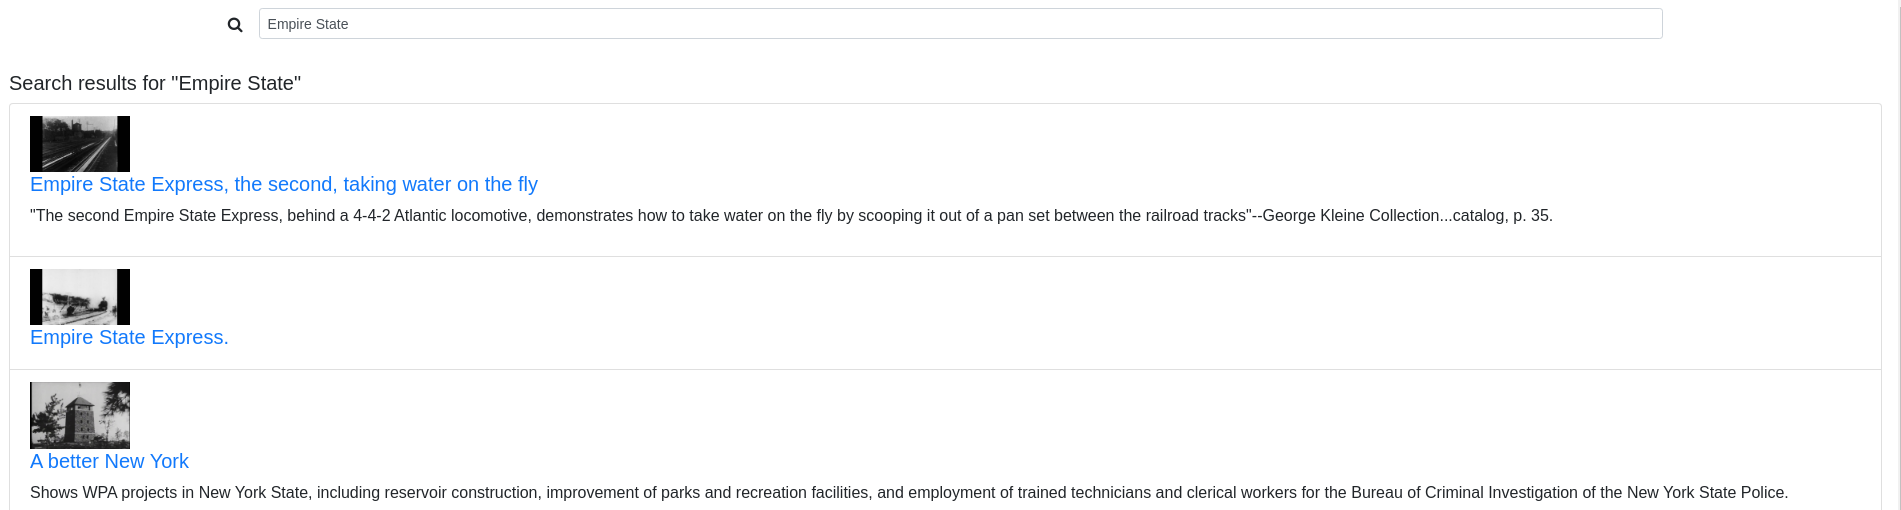 Empire State
Search results for "Empire State"
Empire State Express, the second, taking water on the fly
"The second Empire State Express, behind a 4-4-2 Atlantic locomotive, demonstrates how to take water on the fly by scooping it out of a pan set between the railroad tracks"--George Kleine Collection...catalog, p. 35.
Empire State Express.
A better New York
Shows WPA projects in New York State, including reservoir construction, improvement of parks and recreation facilities, and employment of trained technicians and clerical workers for the Bureau of Criminal Investigation of the New York State Police.